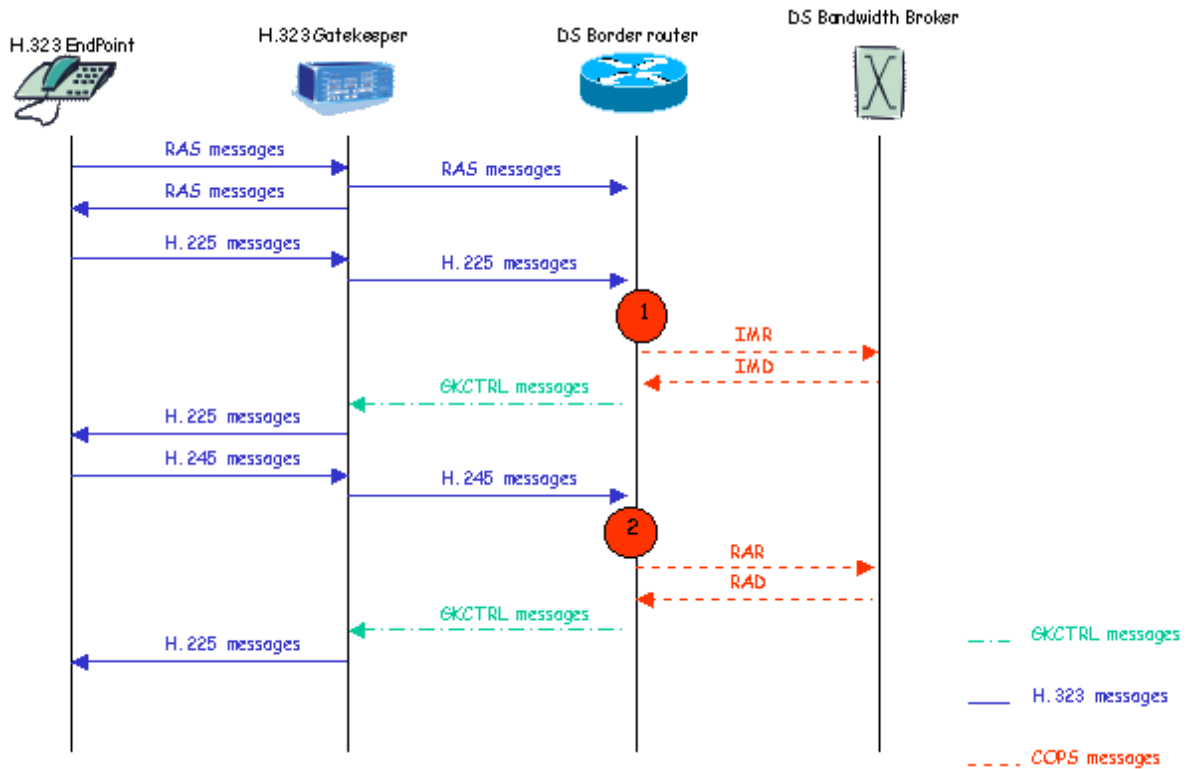 H.323 EndPoint
H.323 Gatekeeper
DS Border router
DS Bandwidth Broker
RAS messages
RAS messages
RAS messages
H.225 messages
H.225 messages
1
IMR
IMD
GKCTRL messages
H.225 messages
H.245 messages
H.245 messages
2
RAR
RAD
GKCTRL messages
H.225 messages
GKCTRL messages
H.323 messages
COPS messages